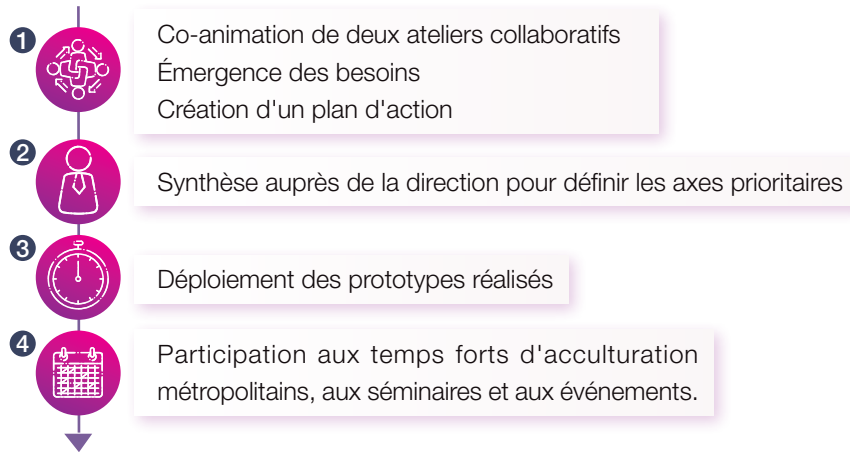 1
Co-animation de deux ateliers collaboratifs
Émergence des besoins
Création d'un plan d'action
2
Synthèse auprès de la direction pour définir les axes prioritaires
3
Déploiement des prototypes réalisés
4
Participation aux temps forts d'acculturation
métropolitains, aux séminaires et aux événements.